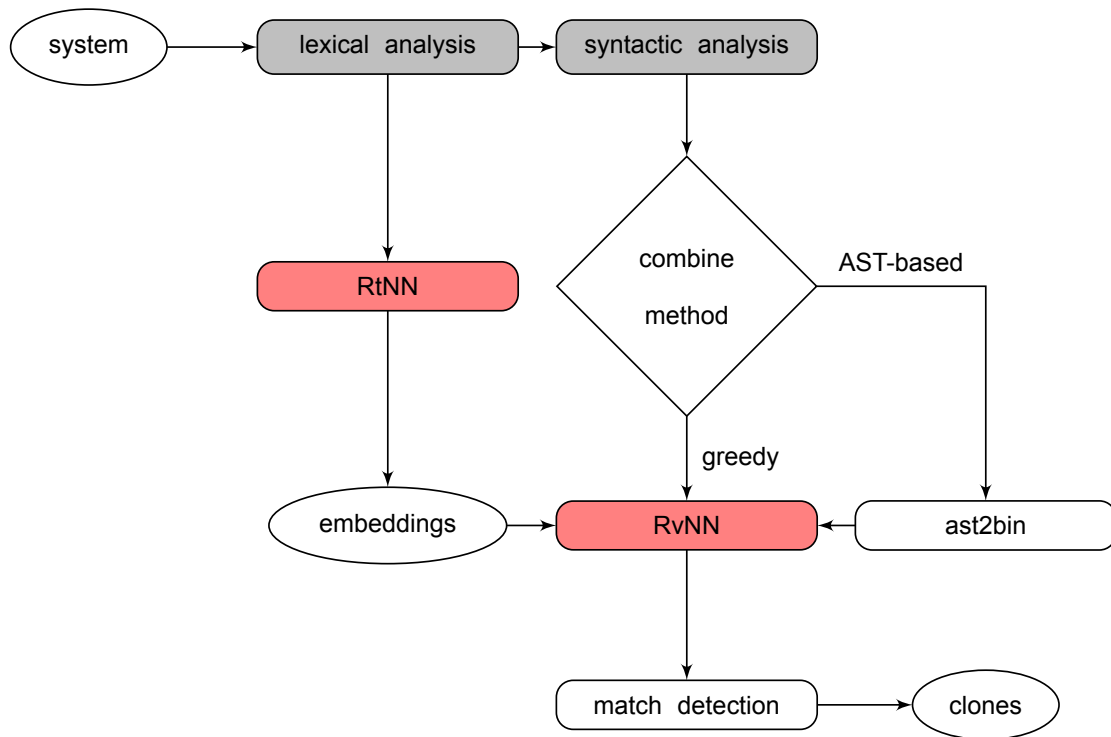 system
lexical analysis
syntactic analysis
combine
method
AST-based
RtNN
greedy
embeddings
RvNN
ast2bin
match detection
clones